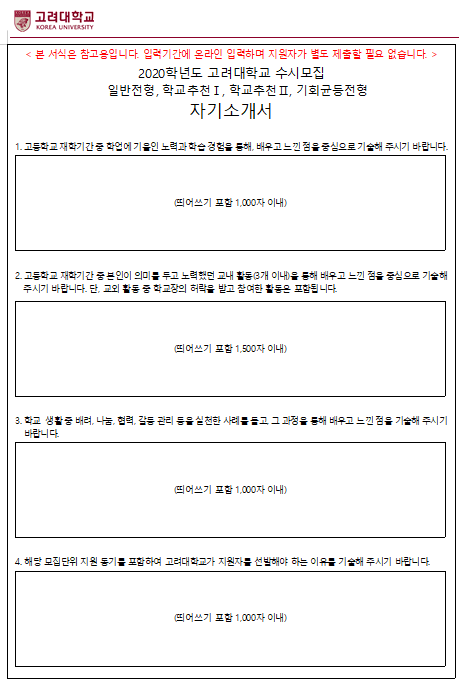 고려대학교
KOREA UNIVERSITY
< 본 서식은 참고용입니다. 입력기간에 온라인 입력하며 지원자가 별도 제출할 필요 없습니다. >
2020학년도 고려대학교 수시모집
일반전형, 학교추천Ⅰ, 학교추천Ⅱ, 기회균등전형
자기소개서
1. 고등학교 재학기간 중 학업에 기울인 노력과 학습 경험을 통해, 배우고 느낀 점을 중심으로 기술해 주시기 바랍니다.
(띄어쓰기 포함 1,000자 이내)
2. 고등학교 재학기간 중 본인이 의미를 두고 노력했던 교내 활동(3개 이내)을 통해 배우고 느낀 점을 중심으로 기술해
주시기 바랍니다. 단, 교외 활동 중 학교장의 허락을 받고 참여한 활동은 포함됩니다.
(띄어쓰기 포함 1,500자 이내)
3. 학교 생활 중 배려, 나눔, 협력, 갈등 관리 등을 실천한 사례를 들고, 그 과정을 통해 배우고 느낀 점을 기술해 주시기
바랍니다.
(띄어쓰기 포함 1,000자 이내)
4. 해당 모집단위 지원 동기를 포함하여 고려대학교가 지원자를 선발해야 하는 이유를 기술해 주시기 바랍니다.
(띄어쓰기 포함 1,000자 이내)